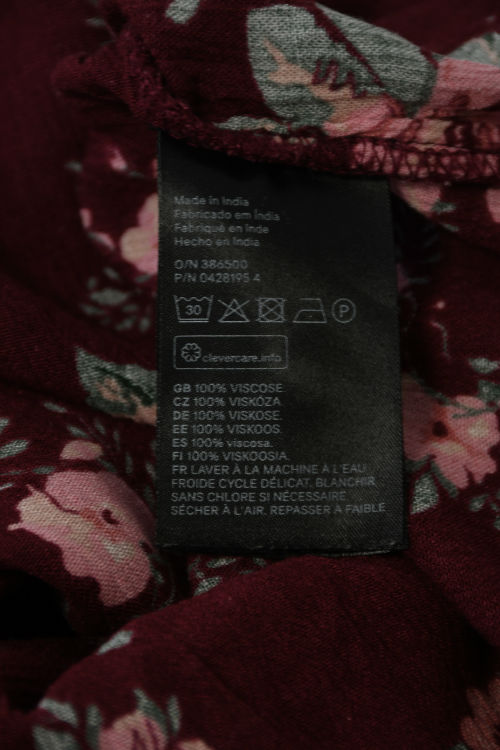 Made in India
Fabricado em Índia
Fabriqué en Inde
Hecho en India
O/N 386500
P/N 0428195 4
30 P
clevercare.info
GB 100% VISCOSE
CZ 100% VISKÓZA
DE 100% VISKOSE.
EE 100% VISKOOS.
ES 100% viscosa.
FI 100% VISKOOSIA.
FR LAVER À LA MACHINE À L'EAU
FROIDE CYCLE DÉLICAT. BLANCHIR
SANS CHLORE SI NÉCESSAIRE.
SÉCHER À L'AIR. REPASSER A FAIBLE